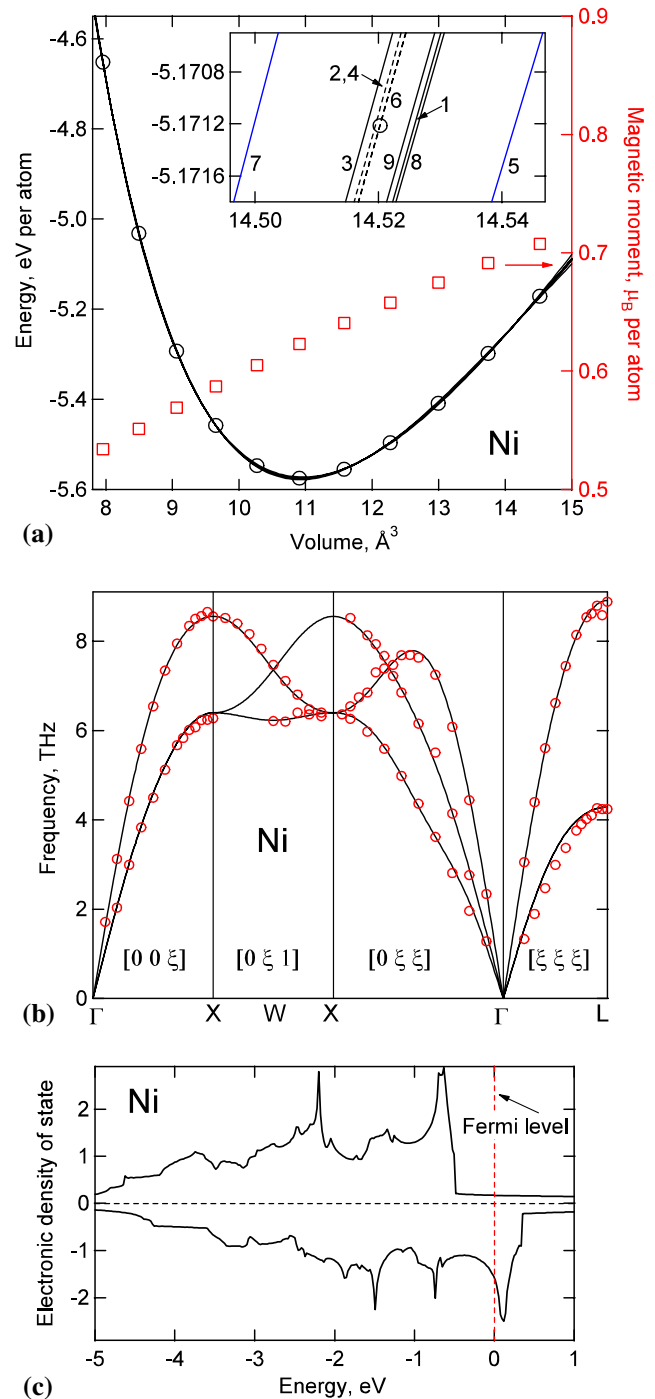 -4.6
-4.8
-5.0
-5.2
-5.4
-5.6
Energy, eV per atom
8 9 10 11 12 13 14 15
Volume, Å³
0.9
0.8
0.7
0.6
0.5
Magnetic moment, μB per atom
-5.1708
-5.1712
-5.1716
14.50 14.52 14.54
2,4
6
1
7
3
9
8
5
Ni
(a)
8
6
4
2
0
Frequency, THz
Ni
[0 0 ξ] [0 ξ 1] [0 ξ ξ] [ξ ξ ξ]
Γ X W X Γ L
(b)
Ni
Fermi level
2
1
0
-1
-2
Electronic density of state
-5 -4 -3 -2 -1 0 1
Energy, eV
(c)